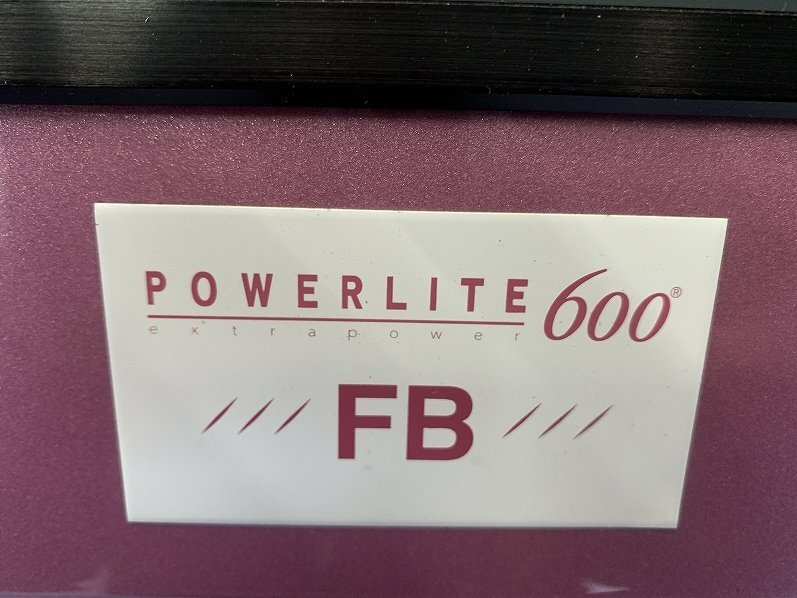 POWERLITE 600®
extrapower
/// FB ///